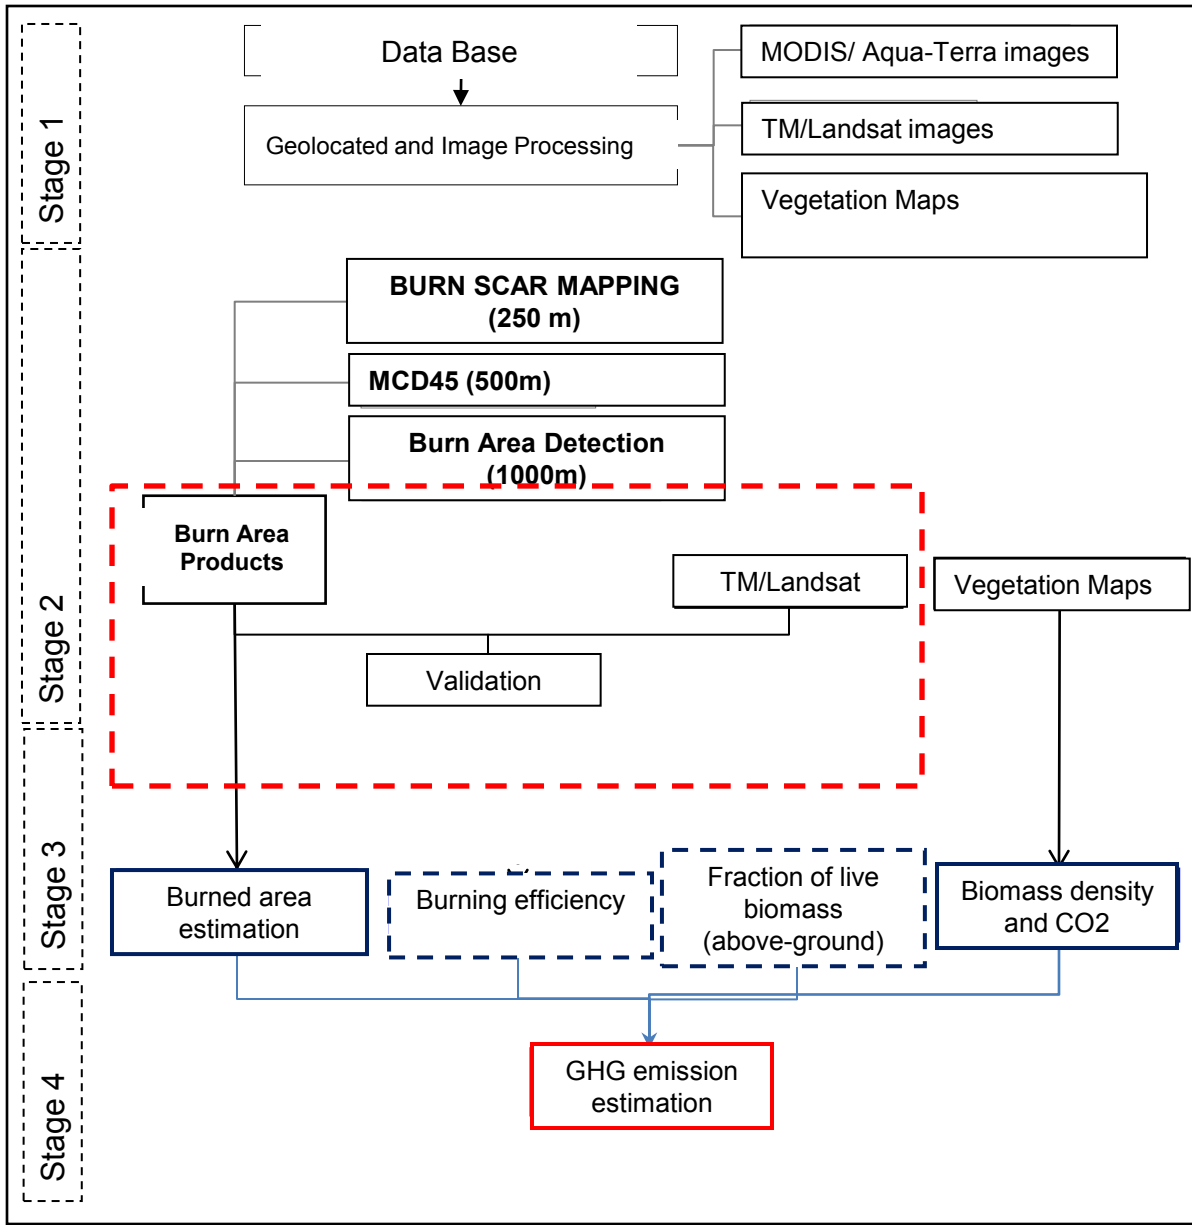 Stage 1
Data Base
Geolocated and Image Processing
MODIS/ Aqua-Terra images
TM/Landsat images
Vegetation Maps
Stage 2
BURN SCAR MAPPING
(250 m)
MCD45 (500m)
Burn Area Detection
(1000m)
Burn Area
Products
TM/Landsat
Vegetation Maps
Validation
Stage 3
Burned area
estimation
Burning efficiency
Fraction of live
biomass
(above-ground)
Biomass density
and CO2
Stage 4
GHG emission
estimation